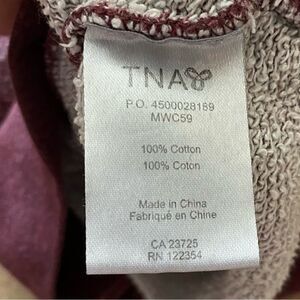 TNA
P.O. 4500028189
MWC59
100% Cotton
100% Coton
Made in China
Fabriqué en Chine
CA 23725
RN 122354